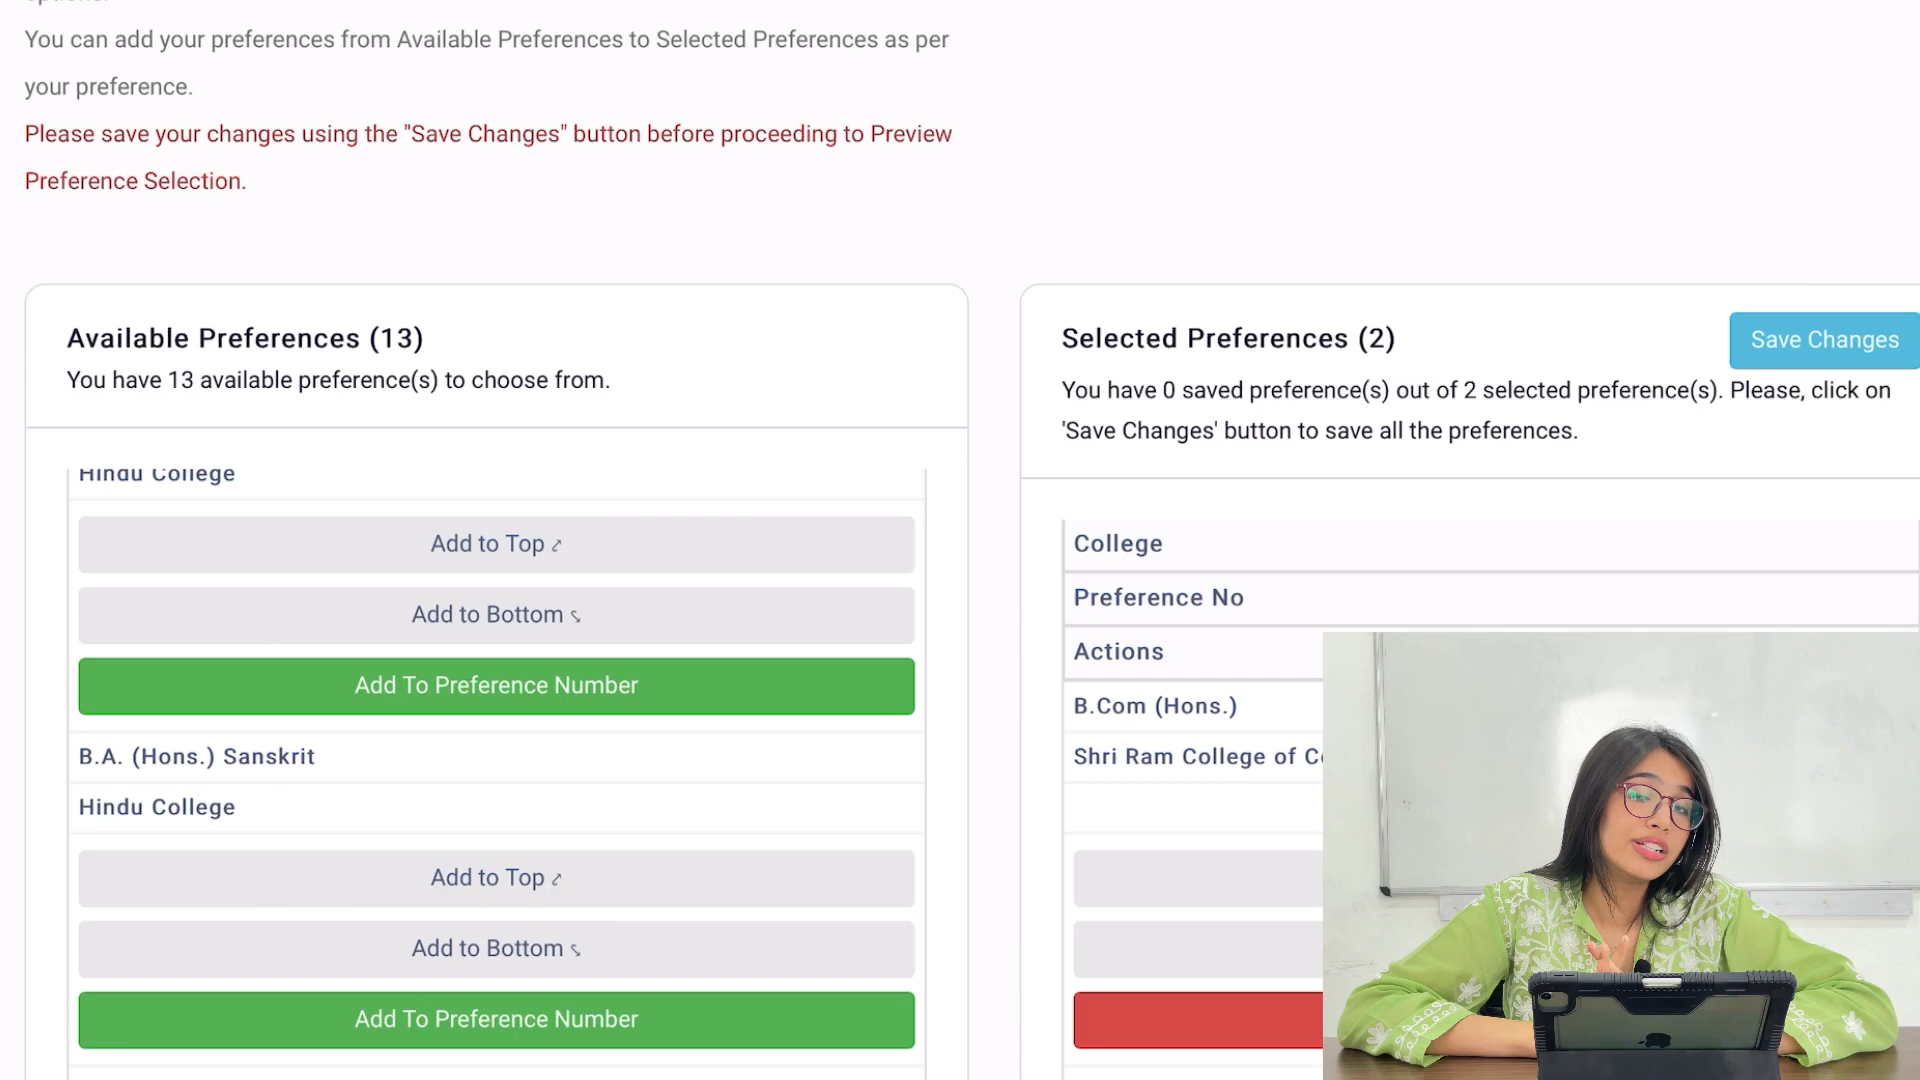 You can add your preferences from Available Preferences to Selected Preferences as per
your preference.
Please save your changes using the "Save Changes" button before proceeding to Preview
Preference Selection.
Available Preferences (13)
You have 13 available preference(s) to choose from.
Hindu College
Add to Top
Add to Bottom
Add To Preference Number
B.A. (Hons.) Sanskrit
Hindu College
Add to Top
Add to Bottom
Add To Preference Number
Selected Preferences (2)
Save Changes
You have 0 saved preference(s) out of 2 selected preference(s). Please, click on
'Save Changes' button to save all the preferences.
College
Preference No
Actions
B.Com (Hons.)
Shri Ram College of